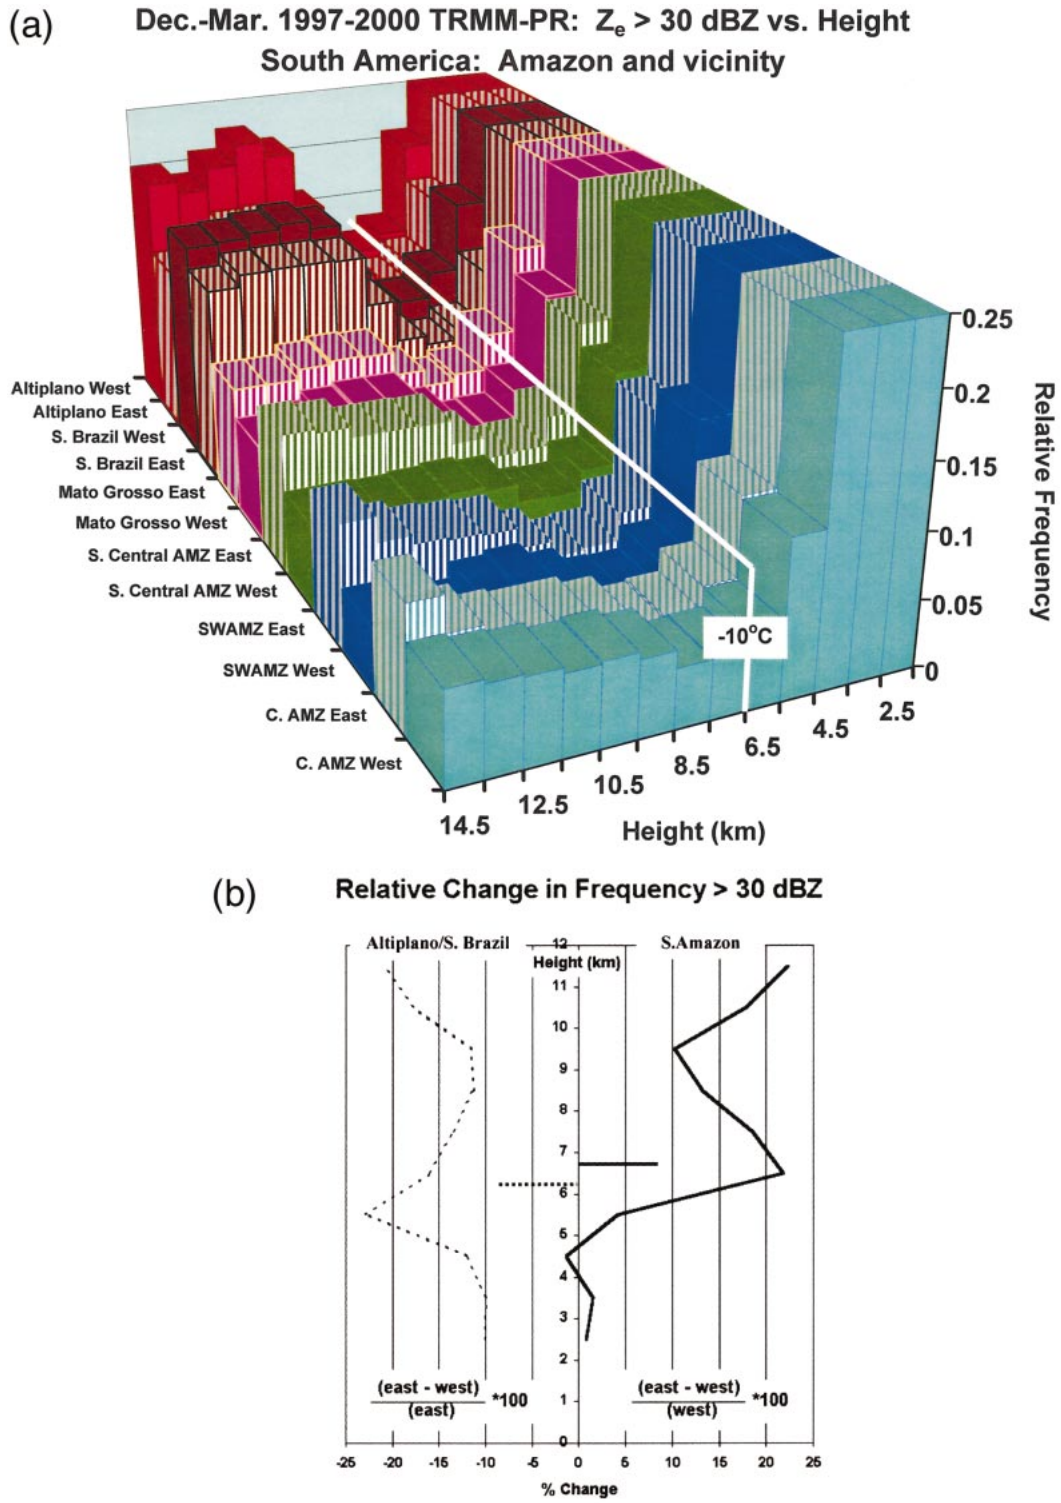 (a)
Dec.-Mar. 1997-2000 TRMM-PR: Ze > 30 dBZ vs. Height
South America: Amazon and vicinity
0.25
0.2
0.15
0.1
0.05
0
Relative Frequency
Altiplano West
Altiplano East
S. Brazil West
S. Brazil East
Mato Grosso East
Mato Grosso West
S. Central AMZ East
S. Central AMZ West
SWAMZ East
SWAMZ West
C. AMZ East
C. AMZ West
-10°C
14.5
12.5
10.5
8.5
6.5
4.5
2.5
Height (km)
(b)
Relative Change in Frequency > 30 dBZ
Altiplano/S. Brazil
12
S.Amazon
Height (km)
11
10
9
8
7
6
5
4
3
2
1
0
(east - west)
(east)
*100
(east - west)
(west)
*100
-25 -20 -15 -10 -5 0 5 10 15 20 25
% Change